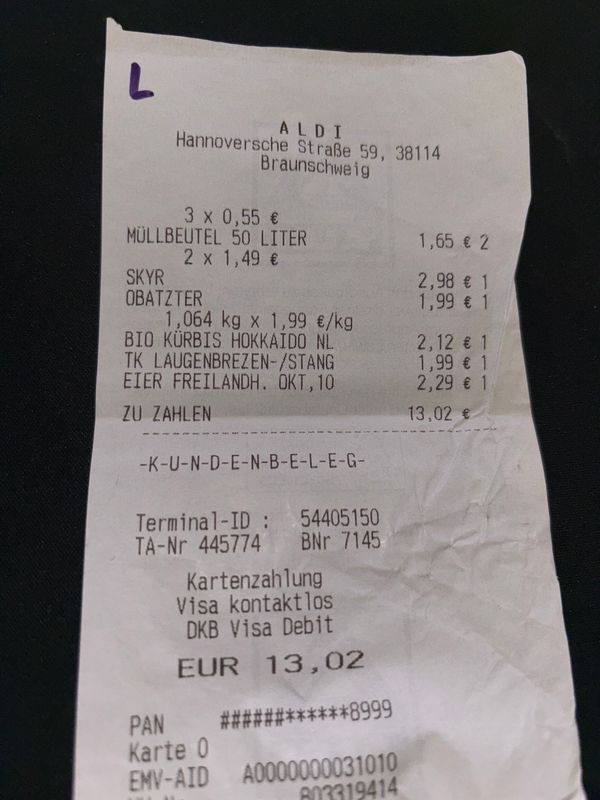 L
ALDI
Hannoversche Straße 59, 38114
Braunschweig
3 x 0,55 €
MÜLLBEUTEL 50 LITER 1,65 € 2
2 x 1,49 €
SKYR 2,98 € 1
OBATZTER 1,99 € 1
1,064 kg x 1,99 €/kg
BIO KÜRBIS HOKKAIDO NL 2,12 € 1
TK LAUGENBREZEN-/STANG 1,99 € 1
EIER FREILANDH. OKT,10 2,29 € 1
ZU ZAHLEN 13,02 €
-K-U-N-D-E-N-B-E-L-E-G-
Terminal-ID : 54405150
TA-Nr 445774 BNr 7145
Kartenzahlung
Visa kontaktlos
DKB Visa Debit
EUR 13,02
PAN ######******8999
Karte 0
EMV-AID A0000000031010
803319414